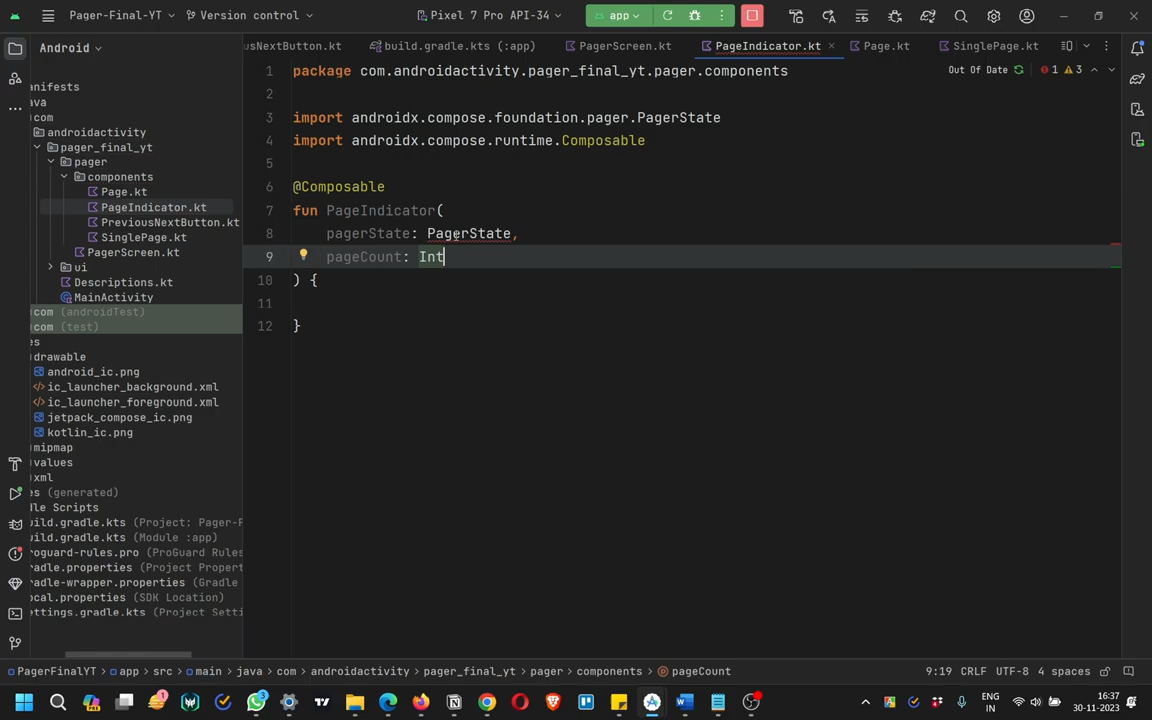 Pager-Final-YT
Version control
Pixel 7 Pro API-34
app
Android
usNextButton.kt
build.gradle.kts (:app)
PagerScreen.kt
PageIndicator.kt
Page.kt
SinglePage.kt
Out Of Date
1
3
anifests
ava
com
androidactivity
pager_final_yt
pager
components
Page.kt
PageIndicator.kt
PreviousNextButton.kt
SinglePage.kt
PagerScreen.kt
ui
Descriptions.kt
MainActivity
com (androidTest)
com (test)
es
drawable
android_ic.png
ic_launcher_background.xml
ic_launcher_foreground.xml
jetpack_compose_ic.png
kotlin_ic.png
mipmap
values
xml
es (generated)
dle Scripts
uild.gradle.kts (Project: Pager-F
uild.gradle.kts (Module :app)
roguard-rules.pro (ProGuard Rules
radle.properties (Project Propert
radle-wrapper.properties (Gradle
ocal.properties (SDK Location)
ettings.gradle.kts (Project Setti
1 package com.androidactivity.pager_final_yt.pager.components
2
3 import androidx.compose.foundation.pager.PagerState
4 import androidx.compose.runtime.Composable
5
6 @Composable
7 fun PageIndicator(
8 pagerState: PagerState,
9 pageCount: Int
10 ) {
11
12 }
PagerFinalYT > app > src > main > java > com > androidactivity > pager_final_yt > pager > components > pageCount
9:19 CRLF UTF-8 4 spaces
1
3
ENG
IN
16:37
30-11-2023